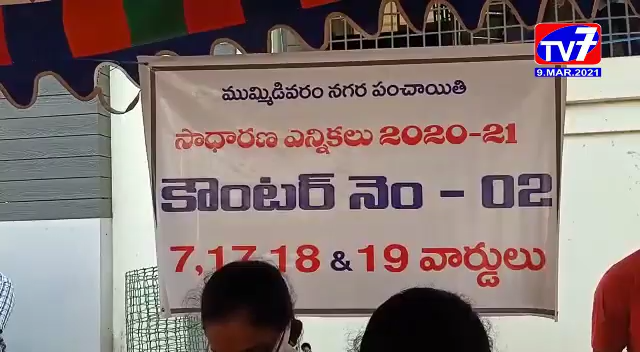 TV7
9.MAR.2021
ముమ్మిడివరం నగర పంచాయితి
సాధారణ ఎన్నికలు 2020-21
కౌంటర్ నెం - 02
7,17,18 & 19 వార్డులు